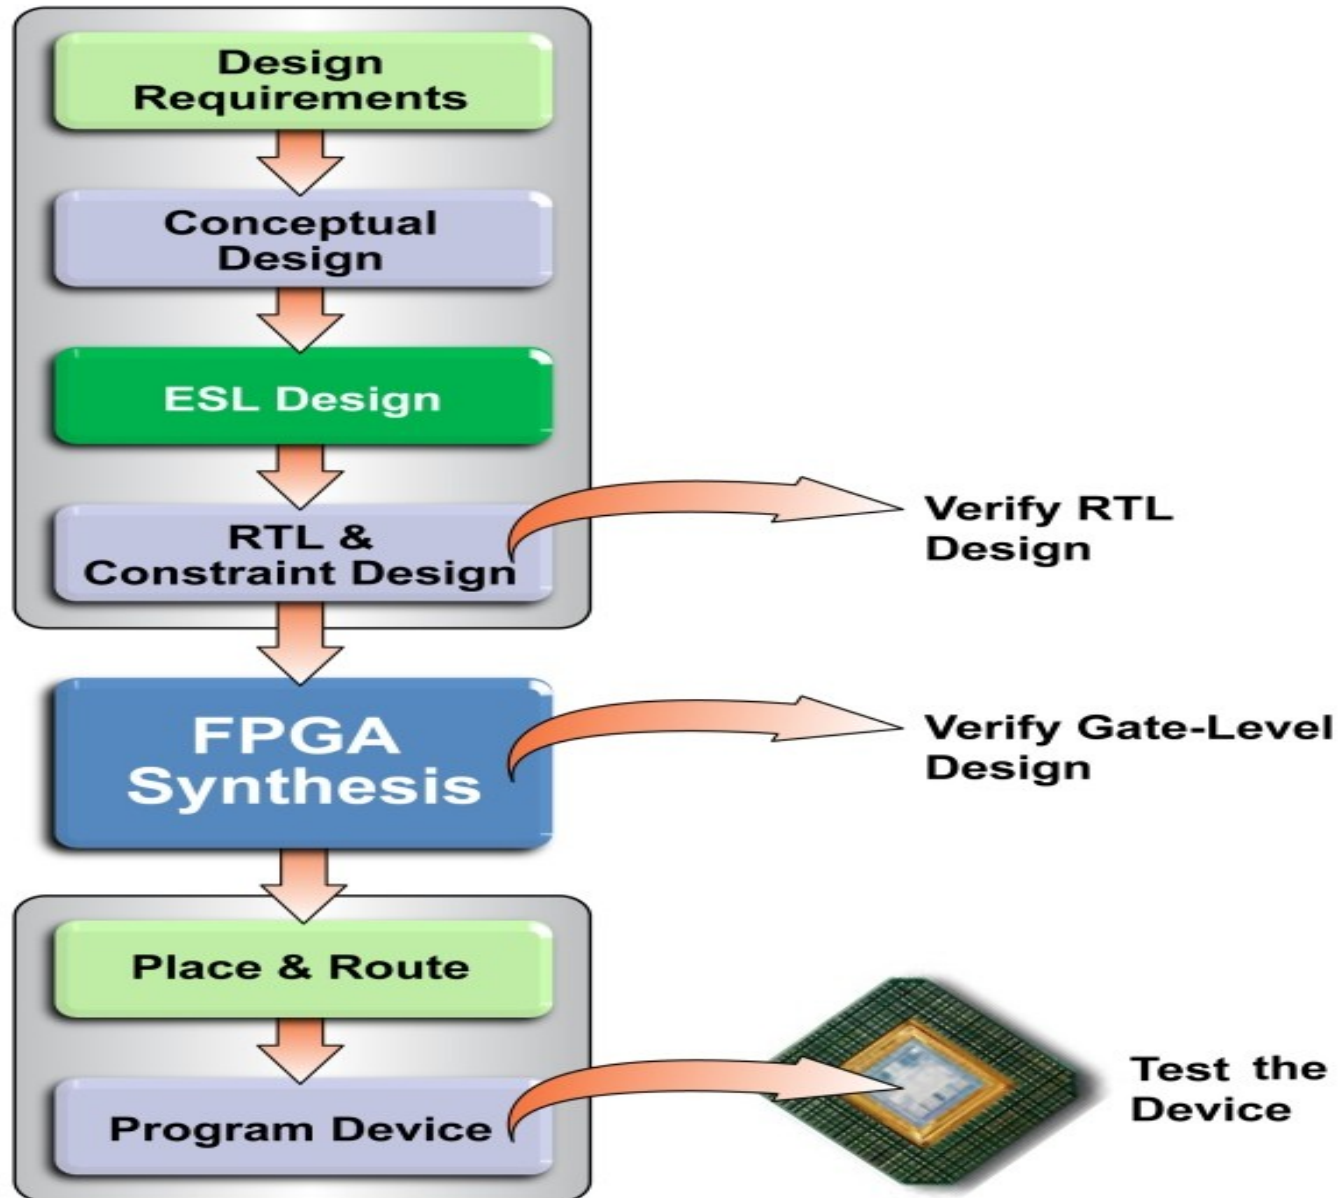 Design
Requirements
Conceptual
Design
ESL Design
RTL &
Constraint Design
Verify RTL
Design
FPGA
Synthesis
Verify Gate-Level
Design
Place & Route
Program Device
Test the
Device